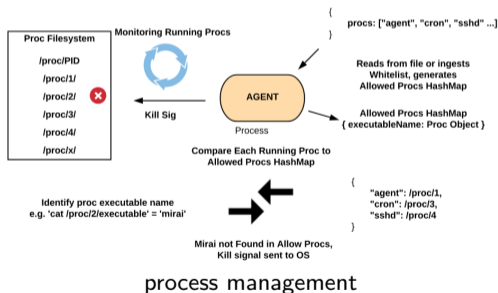 Proc Filesystem
/proc/PID
/proc/1/
/proc/2/
/proc/3/
/proc/4/
/proc/x/
Monitoring Running Procs
Kill Sig
AGENT
Process
{
procs: ["agent", "cron", "sshd" ...]
}
Reads from file or ingests
Whitelist, generates
Allowed Procs HashMap
Allowed Procs HashMap
{ executableName: Proc Object }
Compare Each Running Proc to
Allowed Procs HashMap
Identify proc executable name
e.g. 'cat /proc/2/executable' = 'mirai'
{
"agent": /proc/1,
"cron": /proc/3,
"sshd": /proc/4
}
Mirai not Found in Allow Procs,
Kill signal sent to OS
process management